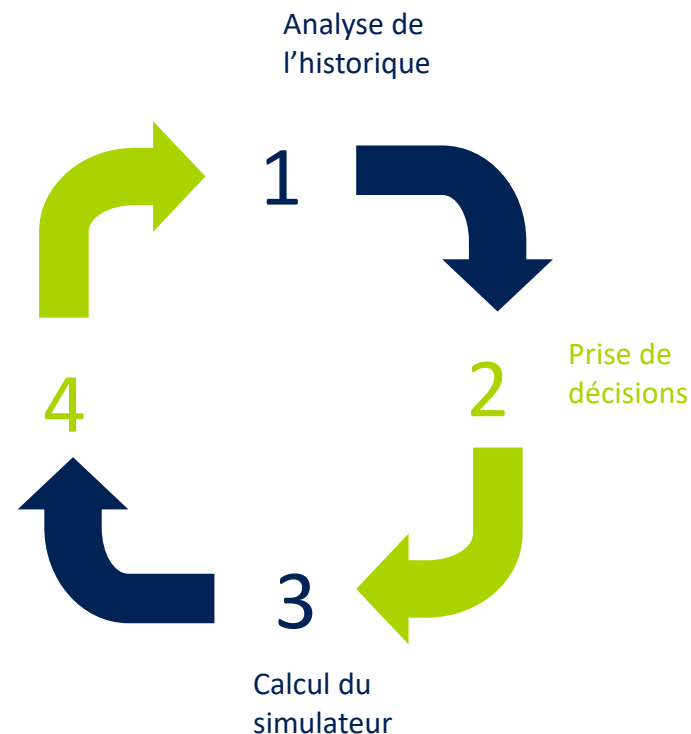 Analyse de
l’historique
1
2
Prise de
décisions
3
Calcul du
simulateur
4